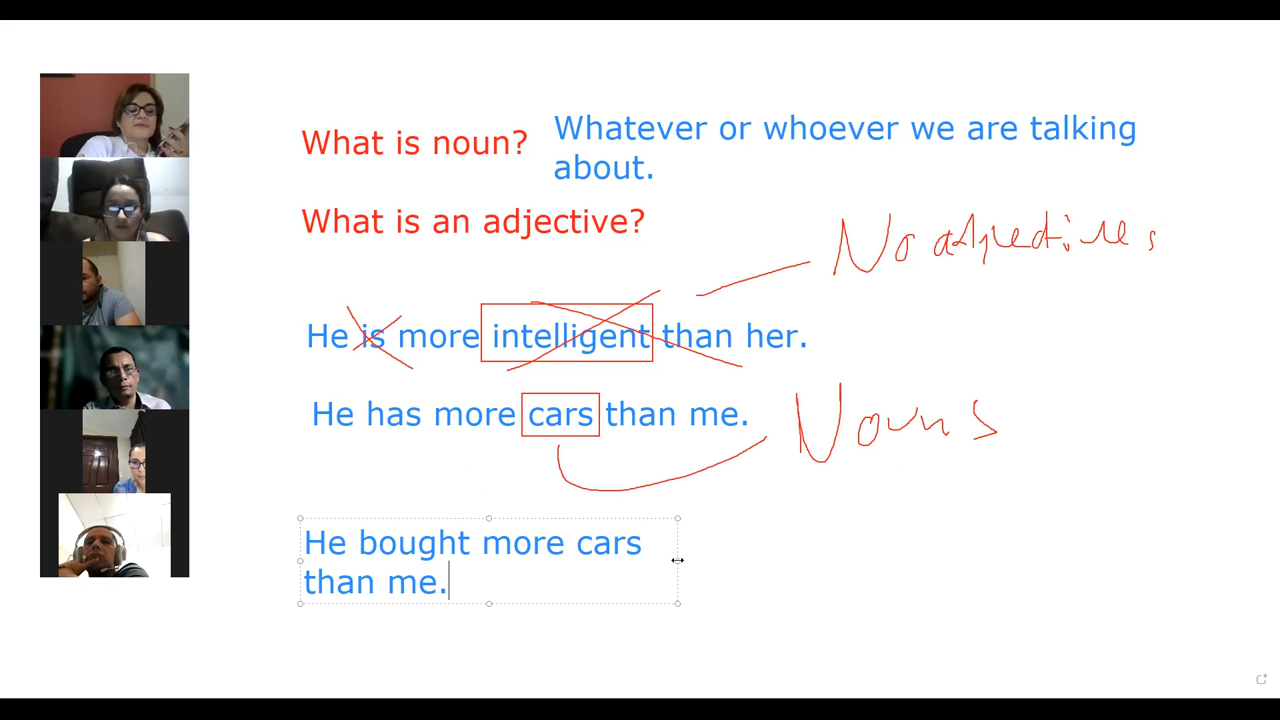 What is noun?
Whatever or whoever we are talking
about.
What is an adjective?
No adjectives
He is more intelligent than her.
He has more cars than me.
Nouns
He bought more cars
than me.